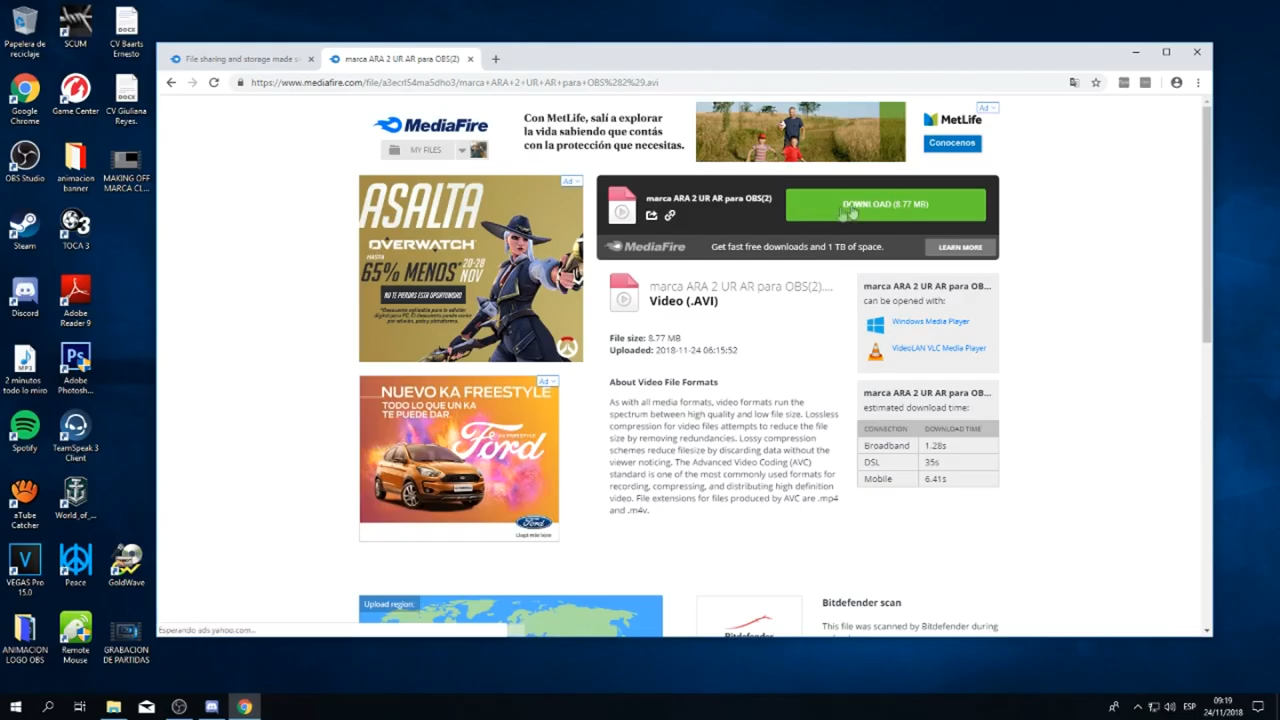 Papelera de
reciclaje
SCUM
CV Baarts
Ernesto
Google
Chrome
Game Center
CV Giuliana
Reyes.
OBS Studio
animacion
banner
MAKING OFF
MARCA CL...
Steam
TOCA 3
Discord
Adobe
Reader 9
2 minutos
todo lo miro
Adobe
Photosh...
Spotify
TeamSpeak 3
Client
aTube
Catcher
World_of_...
VEGAS Pro
15.0
Peace
GoldWave
ANIMACION
LOGO OBS
Remote
Mouse
GRABACION
DE PARTIDAS
File sharing and storage made s
marca ARA 2 UR AR para OBS(2)
https://www.mediafire.com/file/a3ecrl54ma5dho3/marca+ARA+2+UR+AR+para+OBS%282%29.avi
MediaFire
MY FILES
Con MetLife, salí a explorar
la vida sabiendo que contás
con la protección que necesitas.
Ad
MetLife
Conocenos
Ad
ASALTA
OVERWATCH
HASTA
65% MENOS*
20-28
NOV
NO TE PIERDAS ESTA OPORTUNIDAD
marca ARA 2 UR AR para OBS(2)
DOWNLOAD (8.77 MB)
MediaFire
Get fast free downloads and 1 TB of space.
LEARN MORE
marca ARA 2 UR AR para OBS(2)....
Video (.AVI)
File size: 8.77 MB
Uploaded: 2018-11-24 06:15:52
About Video File Formats
As with all media formats, video formats run the
spectrum between high quality and low file size. Lossless
compression for video files attempts to reduce the file
size by removing redundancies. Lossy compression
schemes reduce filesize by discarding data without the
viewer noticing. The Advanced Video Coding (AVC)
standard is one of the most commonly used formats for
recording, compressing, and distributing high definition
video. File extensions for files produced by AVC are .mp4
and .m4v.
marca ARA 2 UR AR para OB...
can be opened with:
Windows Media Player
VideoLAN VLC Media Player
marca ARA 2 UR AR para OB...
estimated download time:
CONNECTION DOWNLOAD TIME
Broadband 1.28s
DSL 35s
Mobile 6.41s
Ad
NUEVO KA FREESTYLE
TODO LO QUE UN KA
TE PUEDE DAR.
KA FREESTYLE
Ford
Ford
Llegá más lejos
Upload region:
Bitdefender
Bitdefender scan
This file was scanned by Bitdefender during
Esperando ads.yahoo.com...
ESP
09:19
24/11/2018